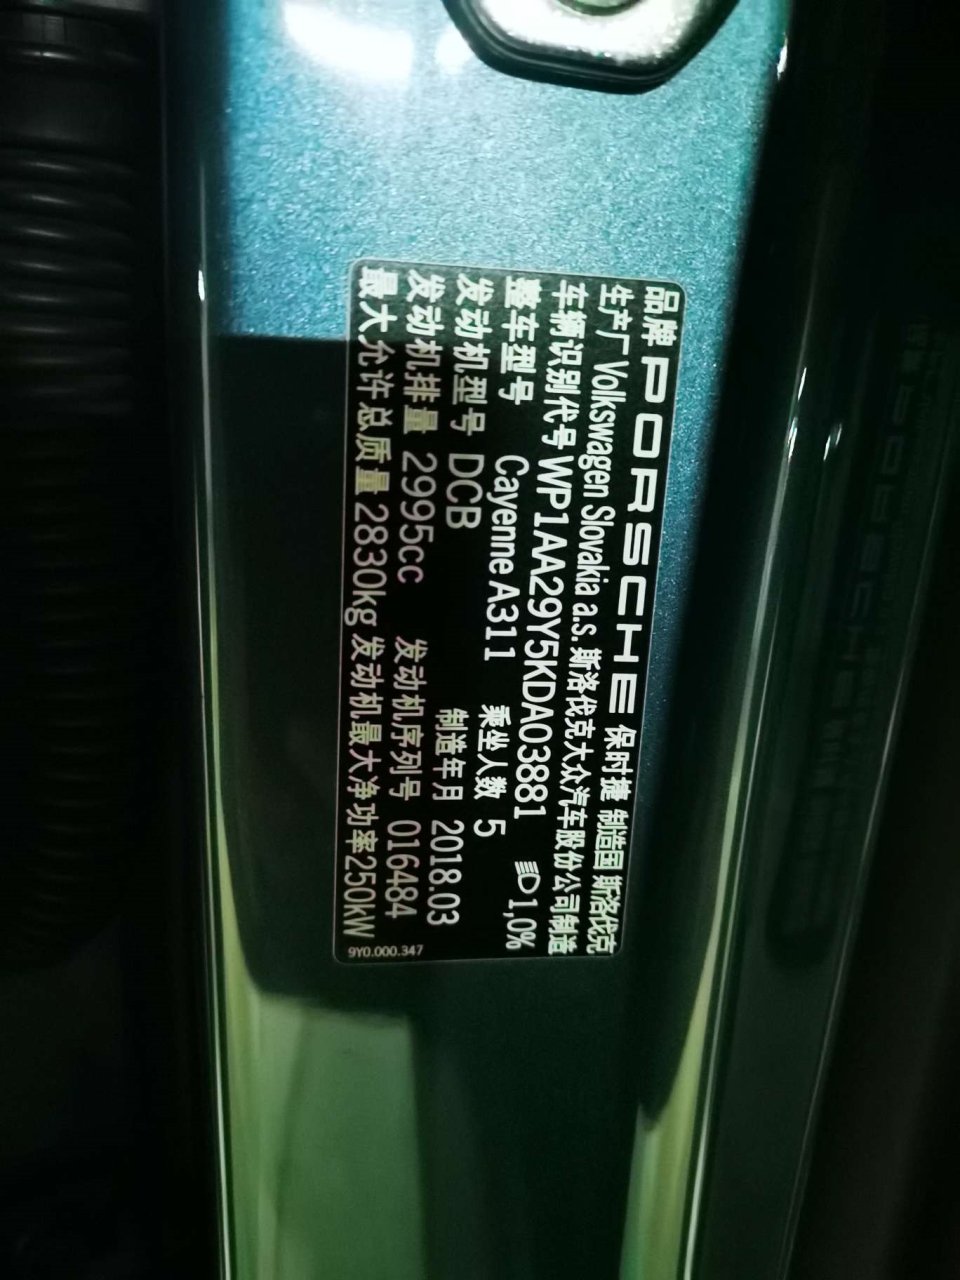 品牌 PORSCHE 保时捷 制造国 斯洛伐克
生产厂 Volkswagen Slovakia a.s. 斯洛伐克大众汽车股份公司制造
车辆识别代号 WP1AA29Y5KDA03881 1,0%
整车型号 Cayenne A311 乘坐人数 5
发动机型号 DCB 制造年月 2018.03
发动机排量 2995cc 发动机序列号 016484
最大允许总质量 2830kg 发动机最大净功率250kW
9Y0.000.347